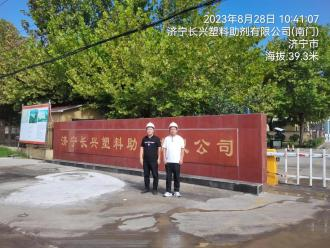 2023年8月28日 10:41:07
济宁长兴塑料助剂有限公司(南门)
济宁市
海拔:39.3米
济宁长兴塑料助 限公司